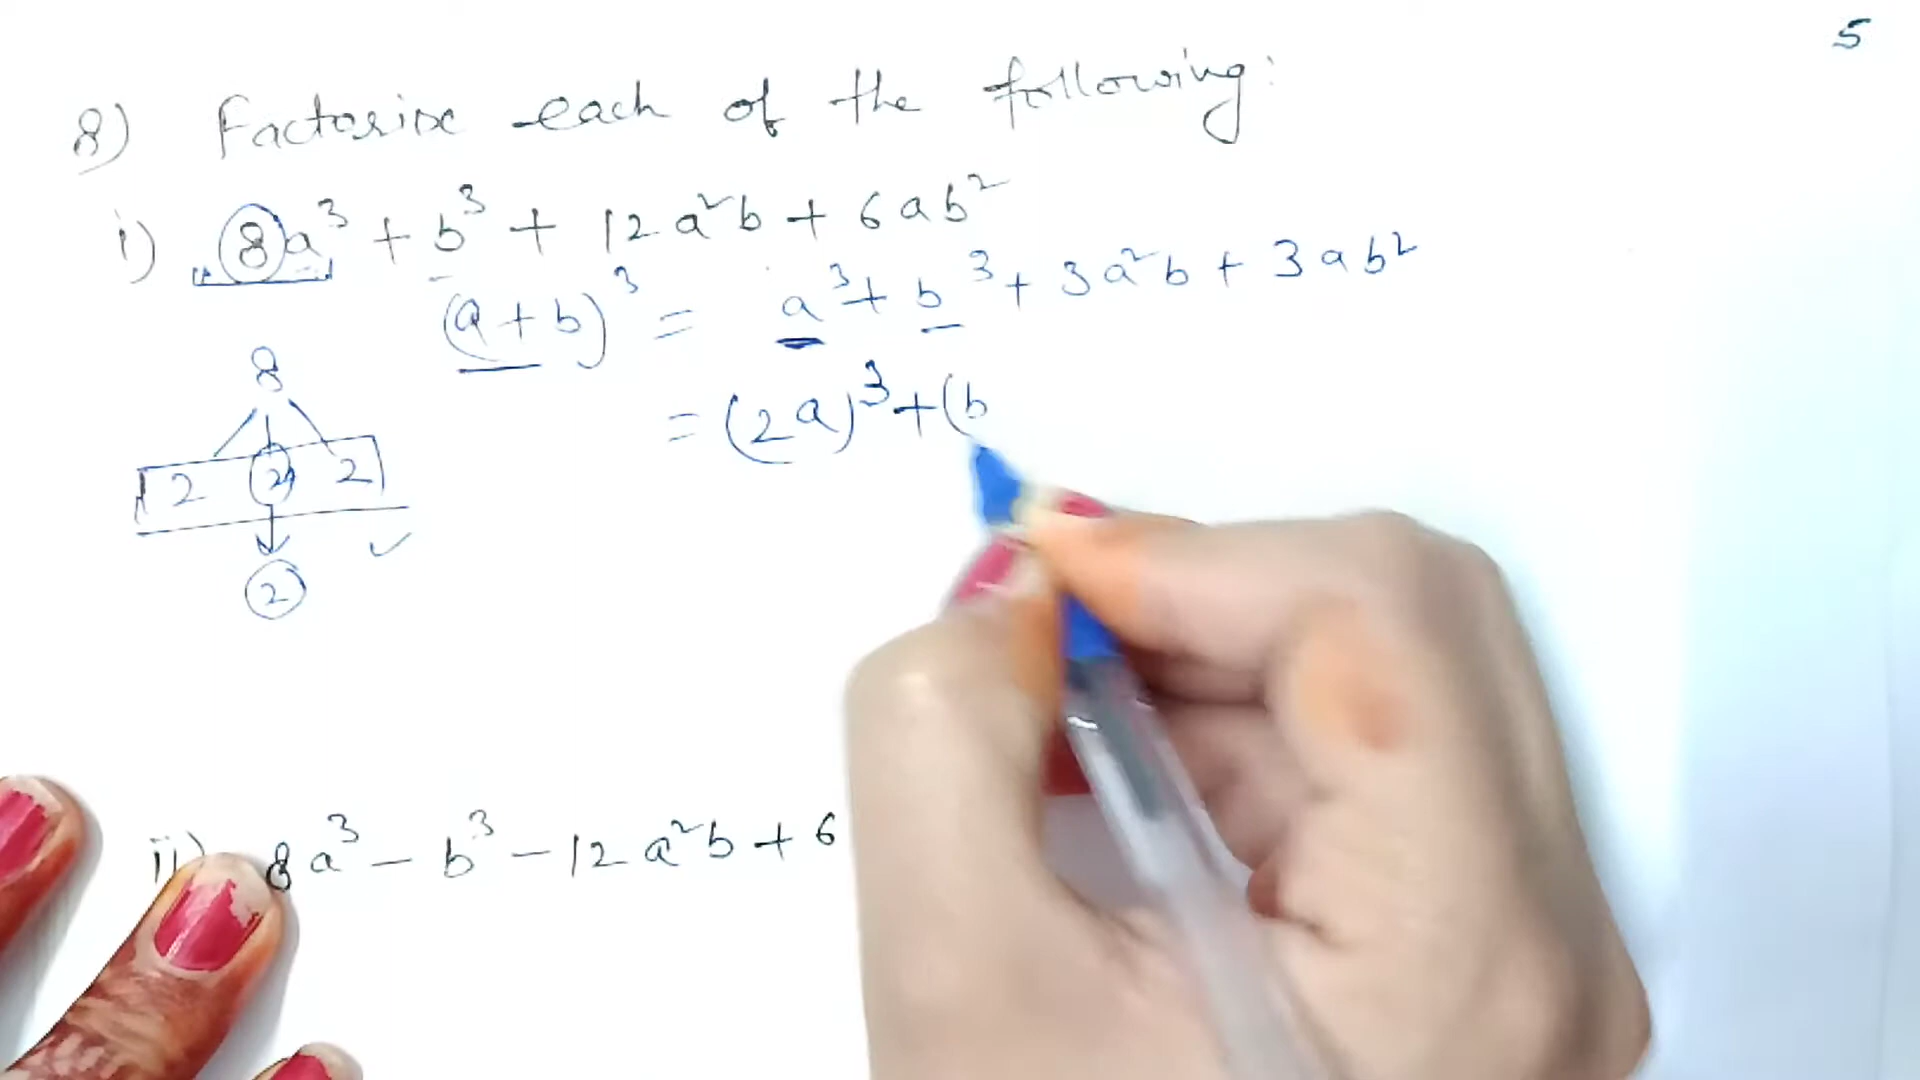 5
8) Factorise each of the following:
i) 8a³ + b³ + 12a²b + 6ab²
(a + b)³ = a³ + b³ + 3a²b + 3ab²
8
= (2a)³ + (b
2 2 2
2
ii) 8a³ - b³ - 12a²b + 6